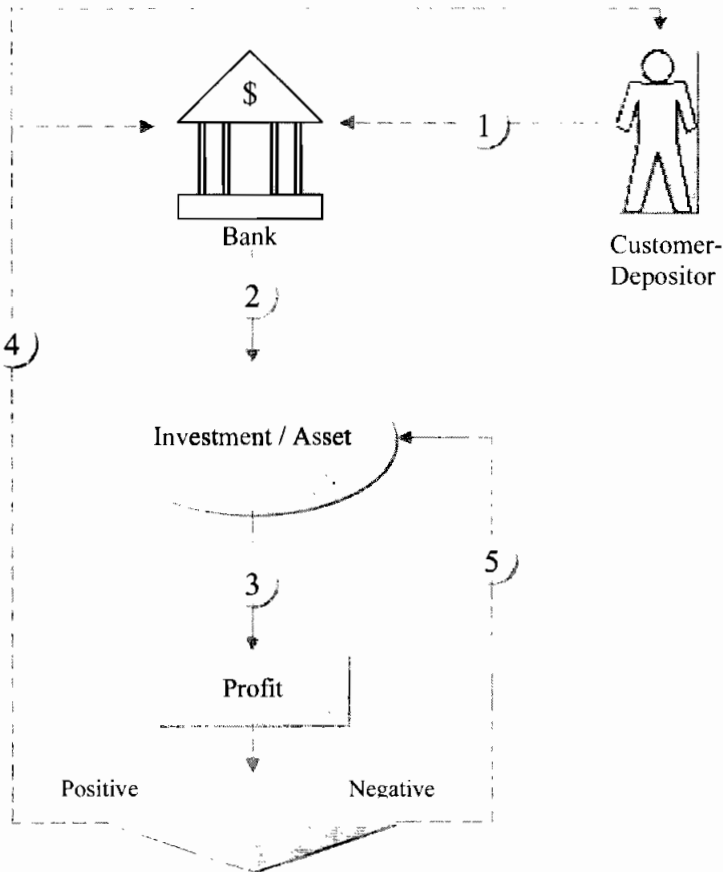 $
1
Bank
Customer-
Depositor
2
4
Investment / Asset
5
3
Profit
Positive
Negative